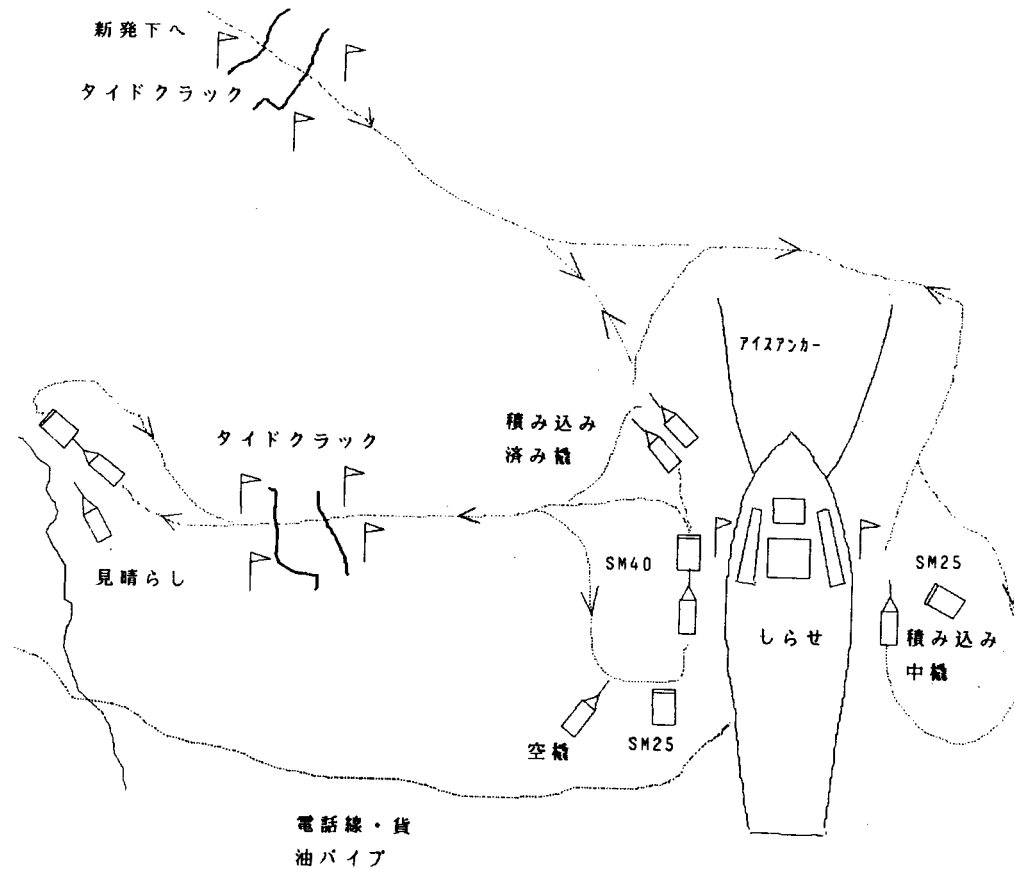 新発下へ
タイドクラック
アイスアンカー
積み込み
済み橇
タイドクラック
見晴らし
SM40
SM25
しらせ
積み込み
中橇
空橇
SM25
電話線・貨
油パイプ